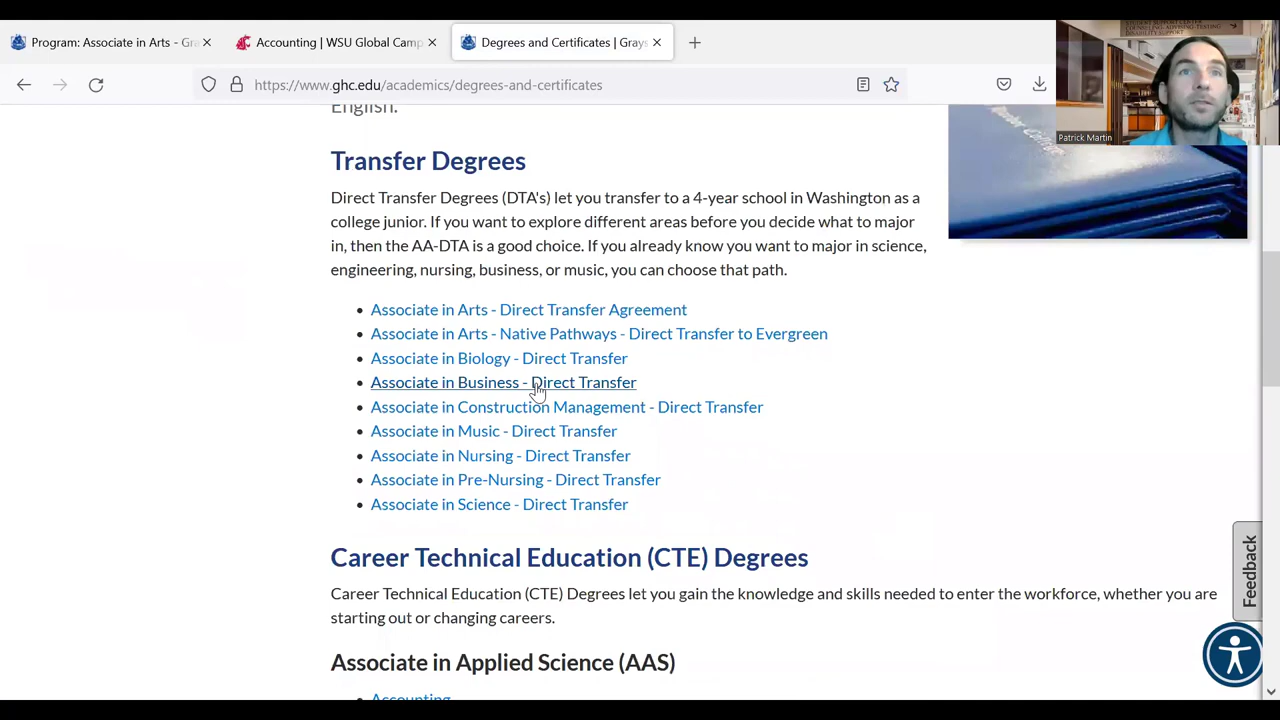 Program: Associate in Arts - Gra
Accounting | WSU Global Camp
Degrees and Certificates | Grays
https://www.ghc.edu/academics/degrees-and-certificates
STUDENT SUPPORT CENTER
COUNSELING, ADVISING, TESTING
DISABILITY SUPPORT
Patrick Martin
English.
Transfer Degrees
Direct Transfer Degrees (DTA's) let you transfer to a 4-year school in Washington as a
college junior. If you want to explore different areas before you decide what to major
in, then the AA-DTA is a good choice. If you already know you want to major in science,
engineering, nursing, business, or music, you can choose that path.
• Associate in Arts - Direct Transfer Agreement
• Associate in Arts - Native Pathways - Direct Transfer to Evergreen
• Associate in Biology - Direct Transfer
• Associate in Business - Direct Transfer
• Associate in Construction Management - Direct Transfer
• Associate in Music - Direct Transfer
• Associate in Nursing - Direct Transfer
• Associate in Pre-Nursing - Direct Transfer
• Associate in Science - Direct Transfer
Career Technical Education (CTE) Degrees
Career Technical Education (CTE) Degrees let you gain the knowledge and skills needed to enter the workforce, whether you are
starting out or changing careers.
Associate in Applied Science (AAS)
• Accounting
Feedback